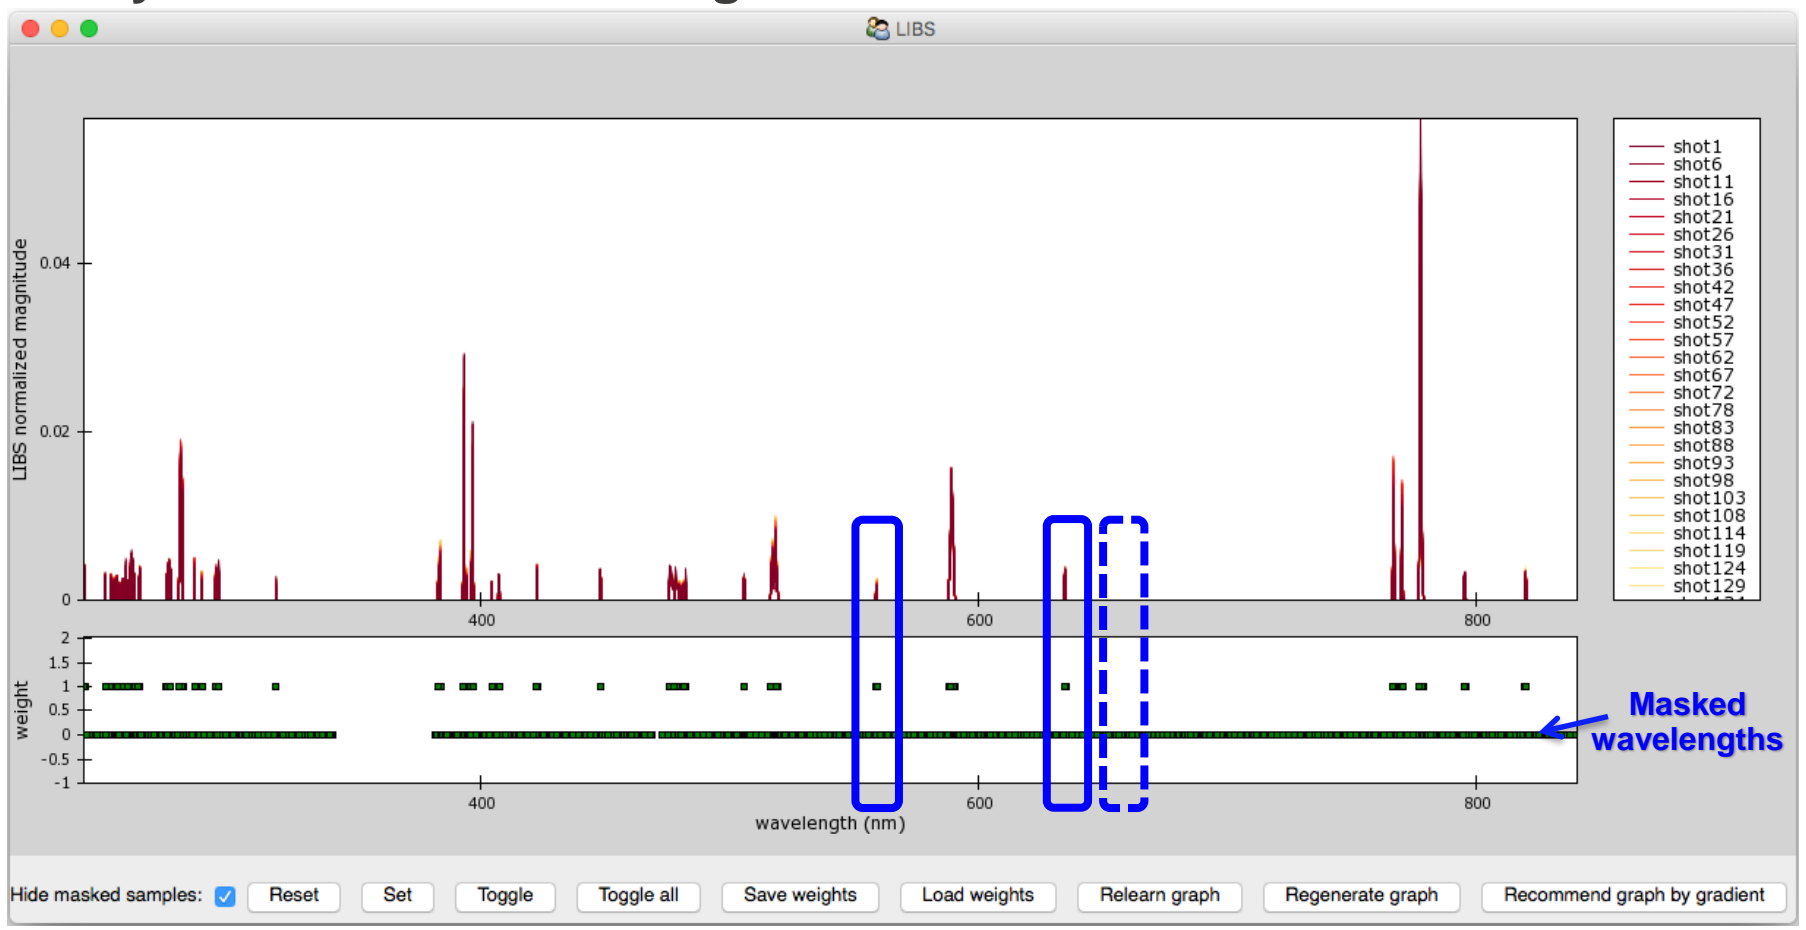 LIBS
LIBS normalized magnitude
0.04
0.02
0
400
600
800
shot1
shot6
shot11
shot16
shot21
shot26
shot31
shot36
shot42
shot47
shot52
shot57
shot62
shot67
shot72
shot78
shot83
shot88
shot93
shot98
shot103
shot108
shot114
shot119
shot124
shot129
weight
2
1.5
1
0.5
0
-0.5
-1
400
600
800
wavelength (nm)
Masked
wavelengths
Hide masked samples:
Reset
Set
Toggle
Toggle all
Save weights
Load weights
Relearn graph
Regenerate graph
Recommend graph by gradient